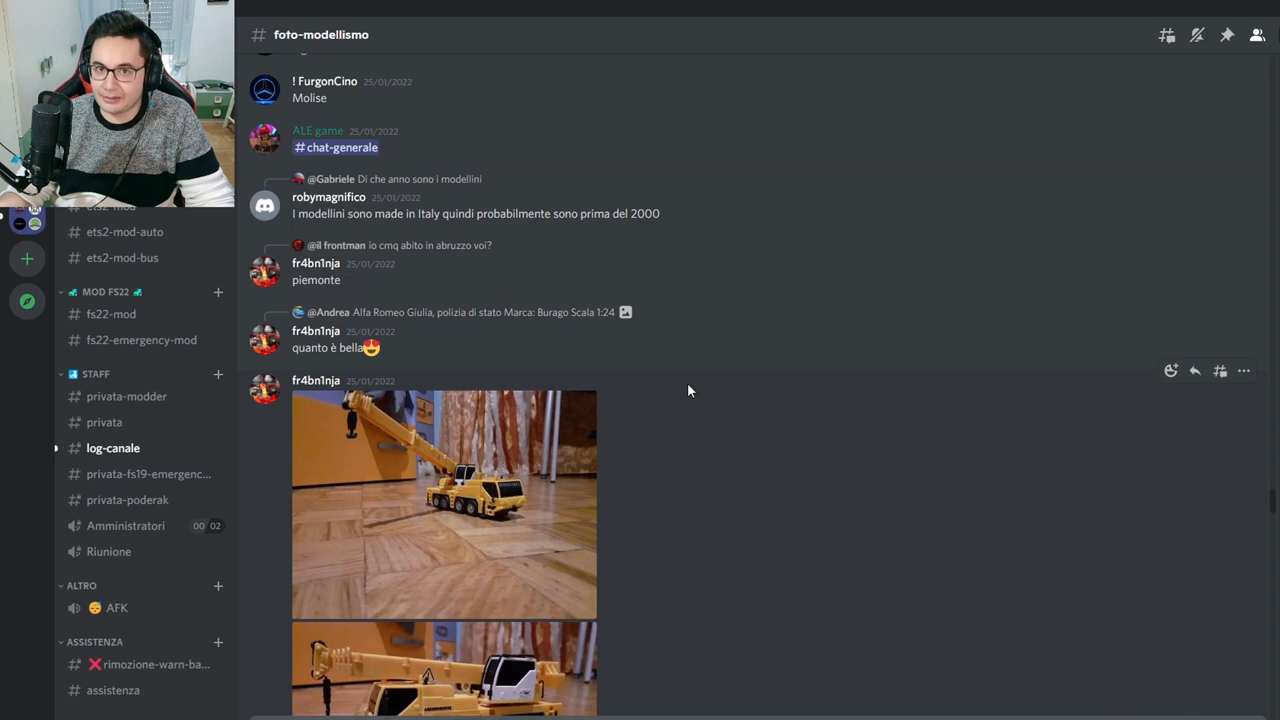 foto-modellismo
! FurgonCino 25/01/2022
Molise
ALE game 25/01/2022
# chat-generale
@Gabriele Di che anno sono i modellini
robymagnifico 25/01/2022
I modellini sono made in Italy quindi probabilmente sono prima del 2000
@il frontman io cmq abito in abruzzo voi?
fr4bn1nja 25/01/2022
piemonte
@Andrea Alfa Romeo Giulia, polizia di stato Marca: Burago Scala 1:24
fr4bn1nja 25/01/2022
quanto è bella😍
fr4bn1nja 25/01/2022
ets2-mod
ets2-mod-auto
ets2-mod-bus
MOD FS22
fs22-mod
fs22-emergency-mod
STAFF
privata-modder
privata
log-canale
privata-fs19-emergenc...
privata-poderak
Amministratori 00 02
Riunione
ALTRO
😴 AFK
ASSISTENZA
❌rimozione-warn-ba...
assistenza